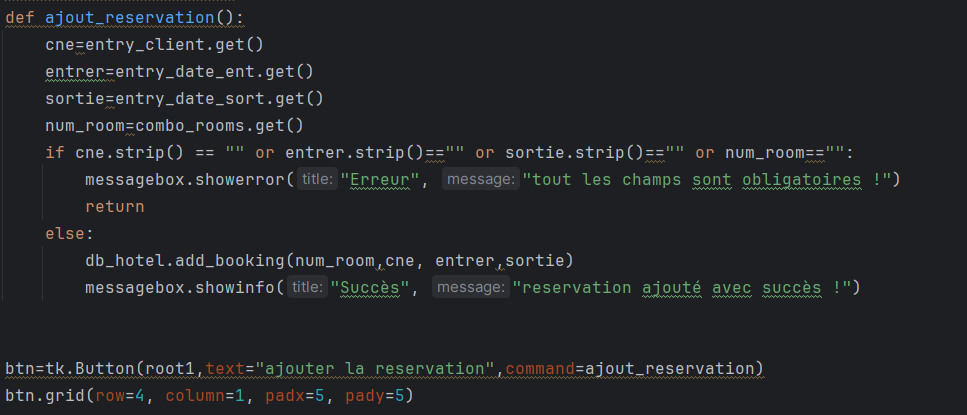 def ajout_reservation():
    cne=entry_client.get()
    entrer=entry_date_ent.get()
    sortie=entry_date_sort.get()
    num_room=combo_rooms.get()
    if cne.strip() == "" or entrer.strip()=="" or sortie.strip()=="" or num_room=="":
        messagebox.showerror( title: "Erreur", message: "tout les champs sont obligatoires !")
        return
    else:
        db_hotel.add_booking(num_room,cne, entrer,sortie)
        messagebox.showinfo( title: "Succès", message: "reservation ajouté avec succès !")
btn=tk.Button(root1,text="ajouter la reservation",command=ajout_reservation)
btn.grid(row=4, column=1, padx=5, pady=5)